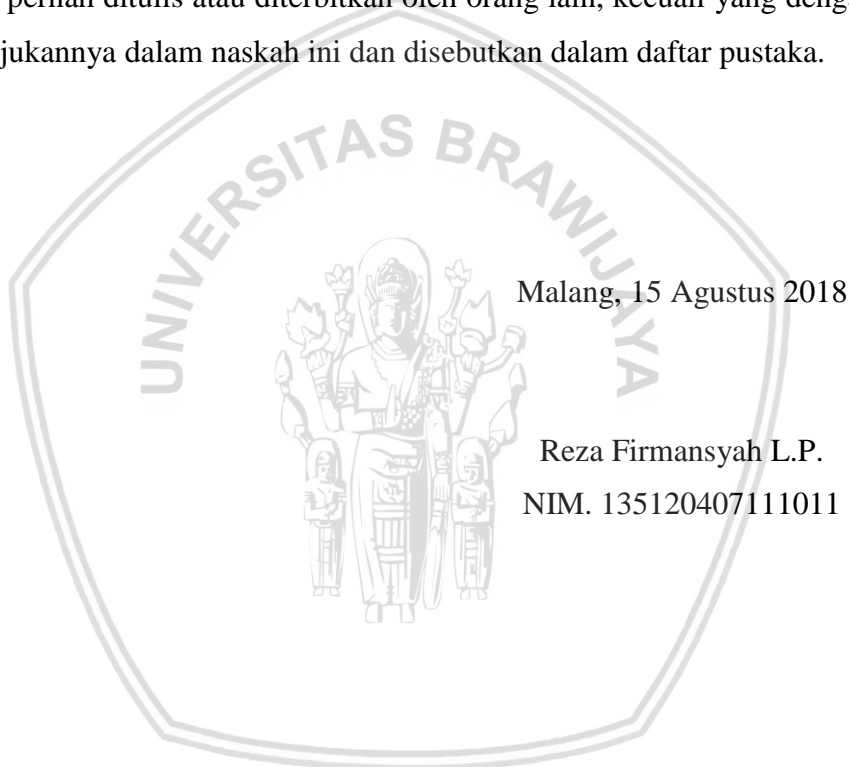 pernah ditulis atau diterbitkan oleh orang lain, kecuali yang
jukannya dalam naskah ini dan disebutkan dalam daftar pustaka.
UNIVERSITAS BRAWIJAYA
Malang, 15 Agustus 2018
Reza Firmansyah L.P.
NIM. 135120407111011